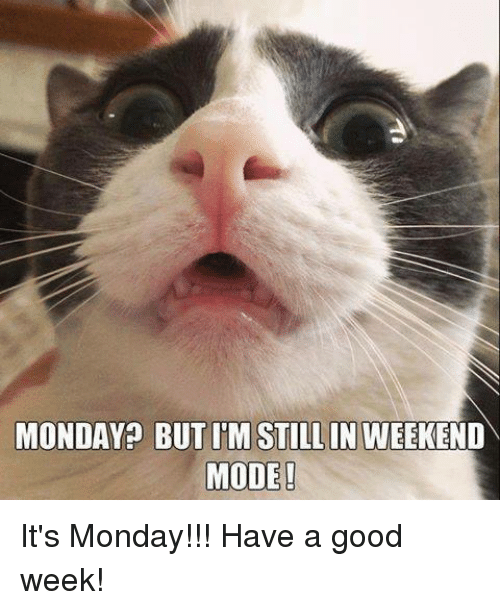 MONDAY? BUT I'M STILL IN WEEKEND
MODE!
It's Monday!!! Have a good
week!